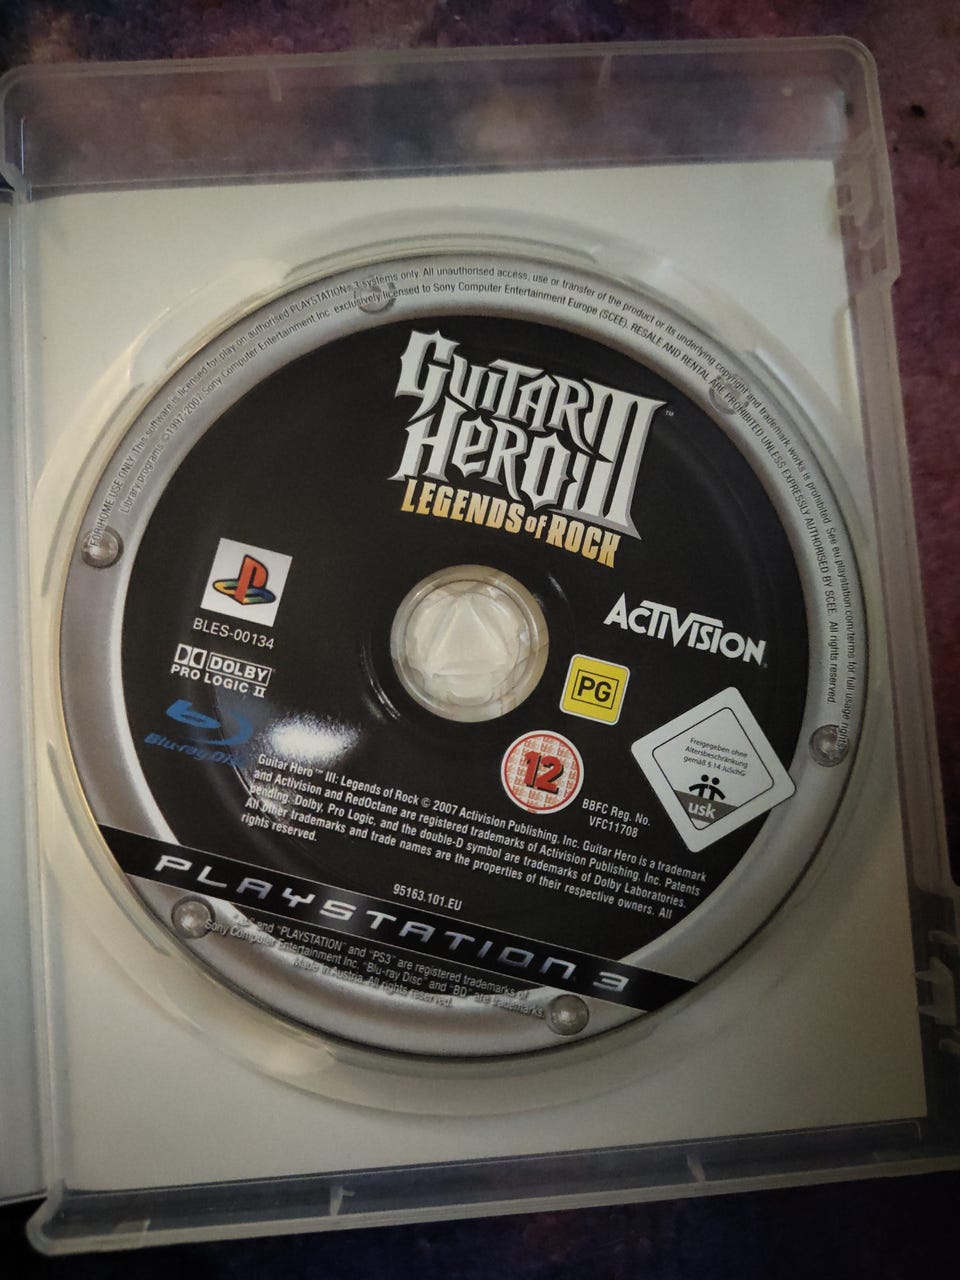 FOR HOME USE ONLY. This software is licensed for play on authorised PLAYSTATION®3 systems only. All unauthorised access, use or transfer of the product or its underlying copyright and trademark works is prohibited. See eu.playstation.com/terms for full usage rights.
Library programs ©1997-2007 Sony Computer Entertainment Inc. exclusively licensed to Sony Computer Entertainment Europe (SCEE). RESALE AND RENTAL ARE PROHIBITED UNLESS EXPRESSLY AUTHORISED BY SCEE. All rights reserved.
GUITAR
HERO III ™
LEGENDS of ROCK
BLES-00134
ACTIVISION
DOLBY
PRO LOGIC II
PG
Blu-ray Disc
Freigegeben ohne
Altersbeschränkung
gemäß § 14 JuSchG
usk
12
BBFC Reg. No.
VFC11708
Guitar Hero™ III: Legends of Rock © 2007 Activision Publishing, Inc. Guitar Hero is a trademark
and Activision and RedOctane are registered trademarks of Activision Publishing, Inc. Patents
pending. Dolby, Pro Logic, and the double-D symbol are trademarks of Dolby Laboratories.
All other trademarks and trade names are the properties of their respective owners. All
rights reserved.
95163.101.EU
PLAYSTATION 3
and "PLAYSTATION" and "PS3" are registered trademarks of
Sony Computer Entertainment Inc. "Blu-ray Disc" and "BD" are trademarks.
Made in Austria. All rights reserved.